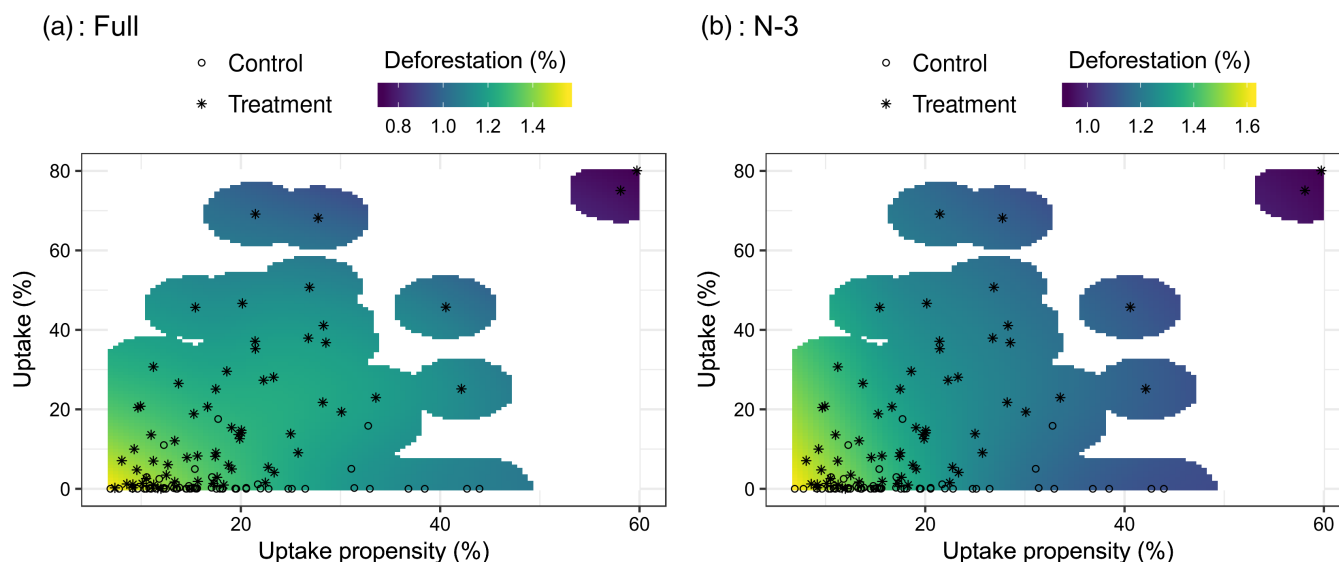 (a) : Full
Control
Treatment
Deforestation (%)
0.8 1.0 1.2 1.4
80
60
40
20
0
Uptake (%)
20 40 60
Uptake propensity (%)
(b) : N-3
Control
Treatment
Deforestation (%)
1.0 1.2 1.4 1.6
80
60
40
20
0
Uptake (%)
20 40 60
Uptake propensity (%)